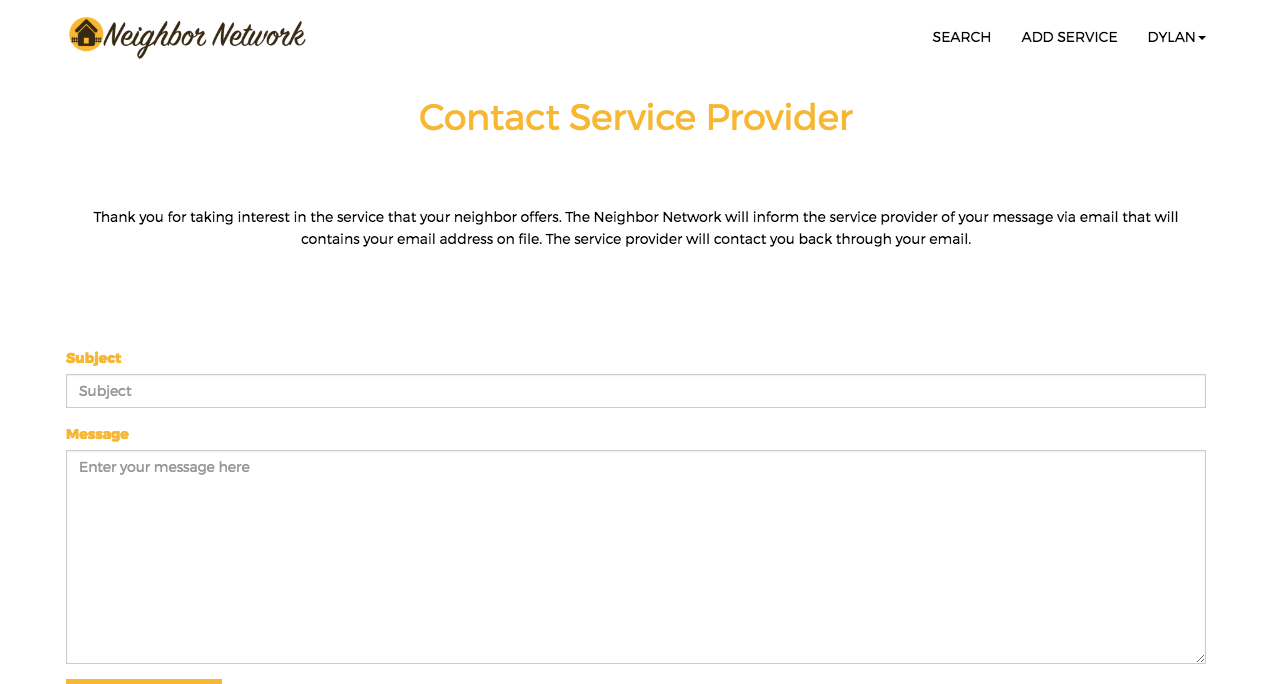 Neighbor Network
SEARCH
ADD SERVICE
DYLAN
Contact Service Provider
Thank you for taking interest in the service that your neighbor offers. The Neighbor Network will inform the service provider of your message via email that will
contains your email address on file. The service provider will contact you back through your email.
Subject
Subject
Message
Enter your message here